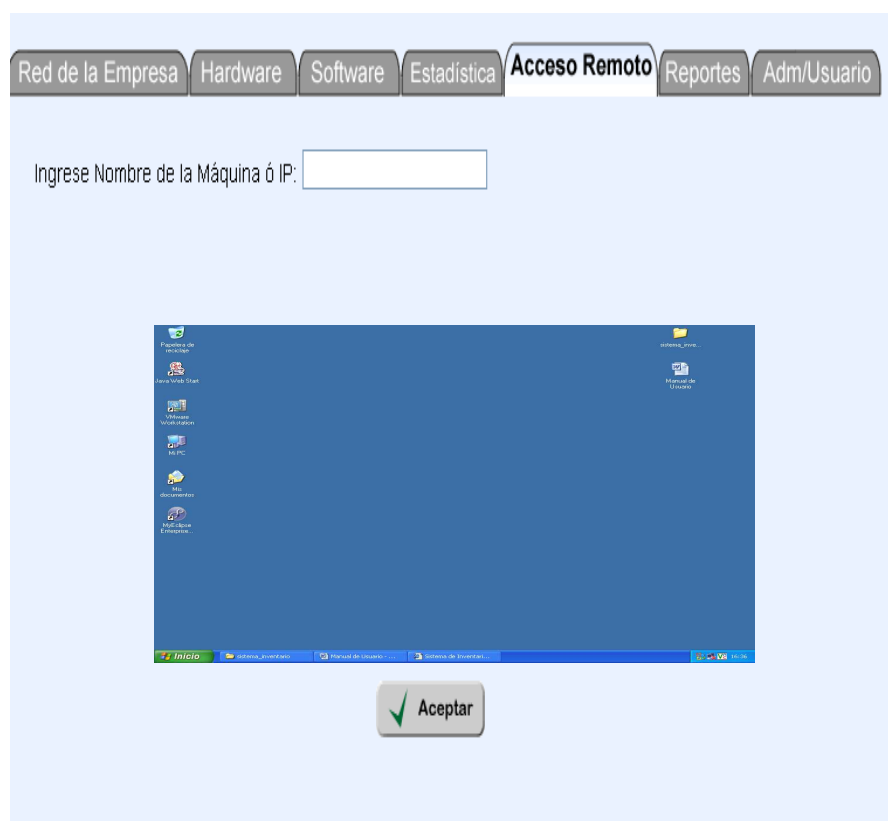 Red de la Empresa Hardware Software Estadística Acceso Remoto Reportes Adm/Usuario
Ingrese Nombre de la Máquina ó IP:
Papelera de
reciclaje
Java Web Start
VMware
Workstation
Mi PC
Mis
documentos
MyEclipse
Enterprise...
sistema_inve...
Manual de
Usuario
Inicio sistema_inventario Manual de Usuario - ... Sistema de Inventari... 16:36
Aceptar